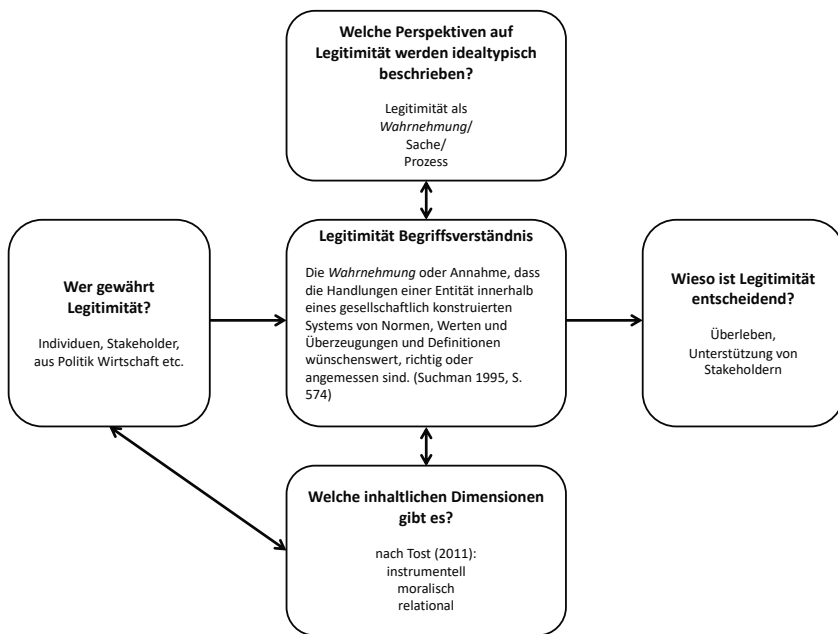 Welche Perspektiven auf
Legitimität werden idealtypisch
beschrieben?
Legitimität als
Wahrnehmung/
Sache/
Prozess
Wer gewährt
Legitimität?
Individuen, Stakeholder,
aus Politik Wirtschaft etc.
Legitimität Begriffsverständnis
Die Wahrnehmung oder Annahme, dass
die Handlungen einer Entität innerhalb
eines gesellschaftlich konstruierten
Systems von Normen, Werten und
Überzeugungen und Definitionen
wünschenswert, richtig oder
angemessen sind. (Suchman 1995, S.
574)
Wieso ist Legitimität
entscheidend?
Überleben,
Unterstützung von
Stakeholdern
Welche inhaltlichen Dimensionen
gibt es?
nach Tost (2011):
instrumentell
moralisch
relational